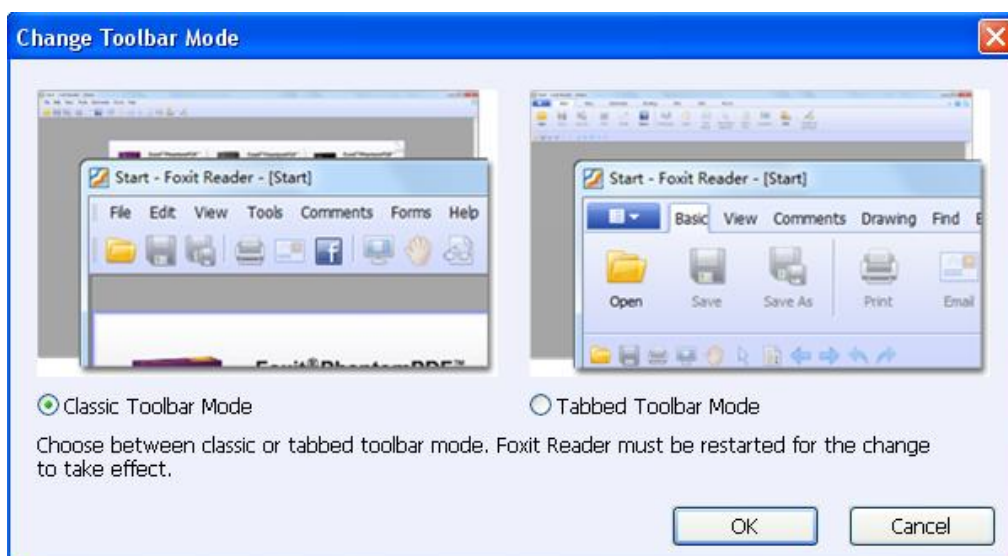 Change Toolbar Mode
Start - Foxit Reader - [Start]
File Edit View Tools Comments Forms Help
Foxit®PhantomPDF™
Start - Foxit Reader - [Start]
Basic View Comments Drawing Find
Open Save Save As Print Email
Classic Toolbar Mode
Tabbed Toolbar Mode
Choose between classic or tabbed toolbar mode. Foxit Reader must be restarted for the change
to take effect.
OK
Cancel